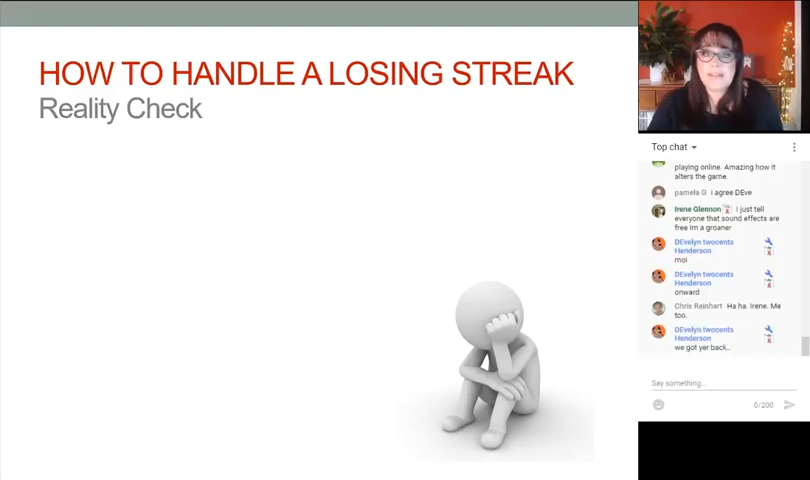 HOW TO HANDLE A LOSING STREAK
Reality Check
Top chat
playing online. Amazing how it
alters the game.
pamela G i agree DEve
Irene Glennon I just tell
everyone that sound effects are
free im a groaner
DEvelyn twocents
Henderson
moi
DEvelyn twocents
Henderson
onward
Chris Reinhart Ha ha. Irene. Me
too.
DEvelyn twocents
Henderson
we got yer back..
Say something...
0/200